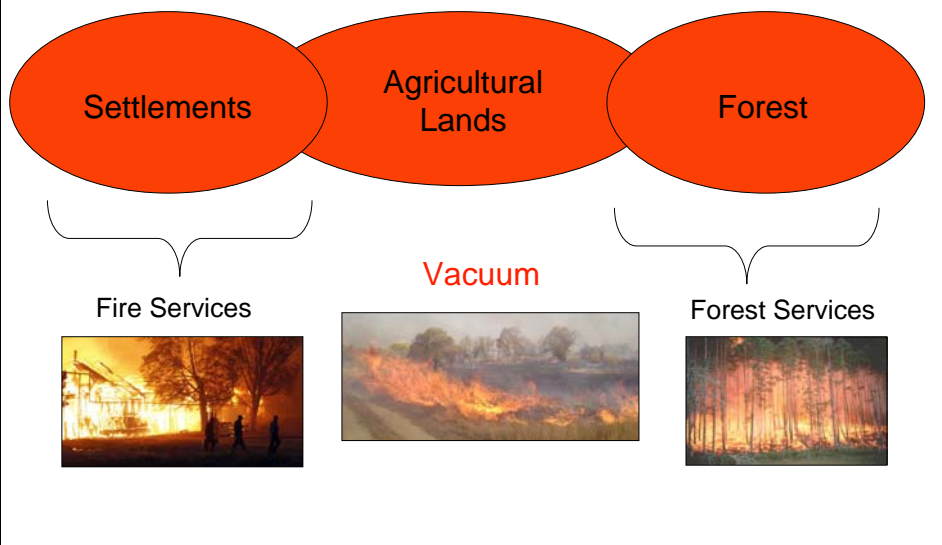 Settlements
Agricultural
Lands
Forest
Vacuum
Fire Services
Forest Services